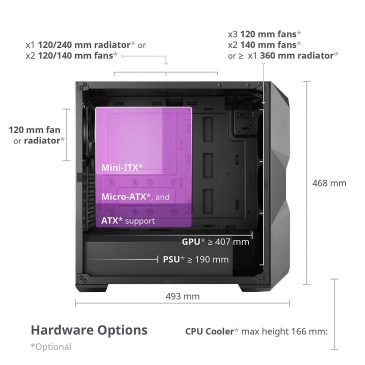 x1 120/240 mm radiator* or
x2 120/140 mm fans*
x3 120 mm fans*
x2 140 mm fans*
or ≥ x1 360 mm radiator*
120 mm fan
or radiator*
Mini-ITX*
Micro-ATX*, and
ATX* support
GPU* ≥ 407 mm
PSU* ≥ 190 mm
468 mm
493 mm
Hardware Options
*Optional
CPU Cooler* max height 166 mm: